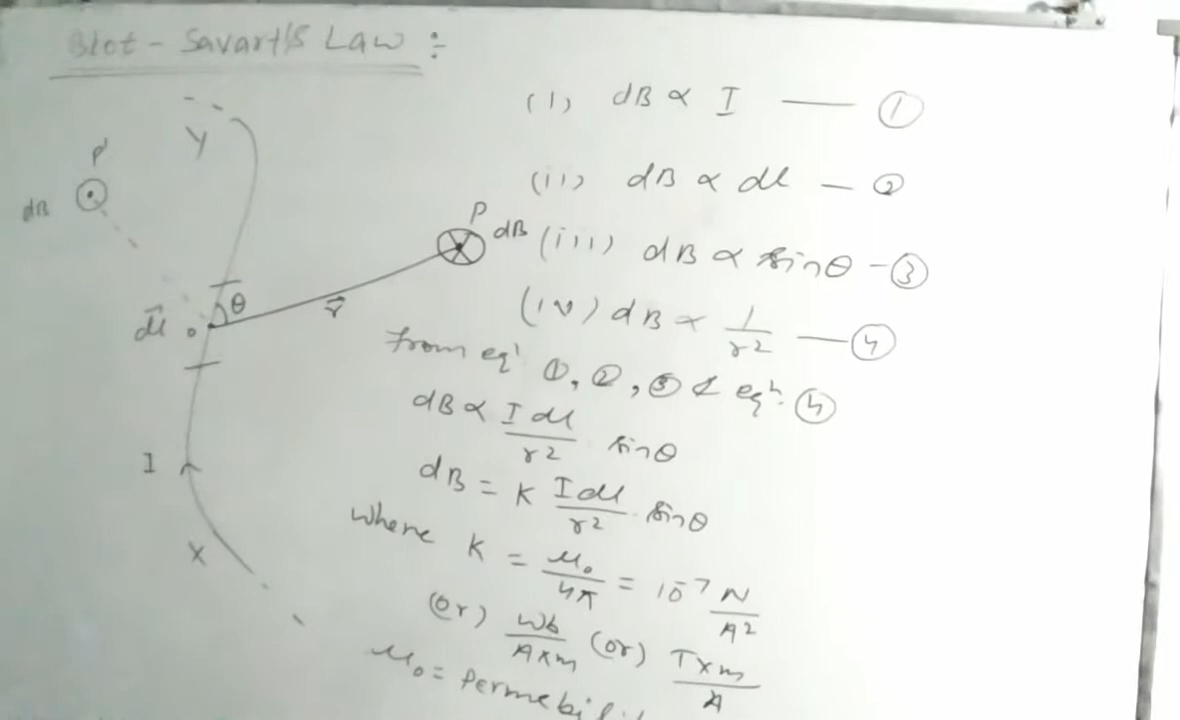 Biot - Savart's Law :
(i) dB ∝ I —— ①
(ii) dB ∝ dl — ②
(iii) dB ∝ sinθ - ③
(iv) dB ∝ 1/r² —— ④
from eqⁿ ①, ②, ③ & eqⁿ. ④
dB ∝ I dl/r² sinθ
dB = K I dl/r² . sinθ
where K = μ₀/4π = 10⁻⁷ N/A²
(or) Wb/A×m (or) T×m/A
μ₀ = Permebili
Y
P'
dB
P
dB
θ
r⃗
dl⃗
I
X